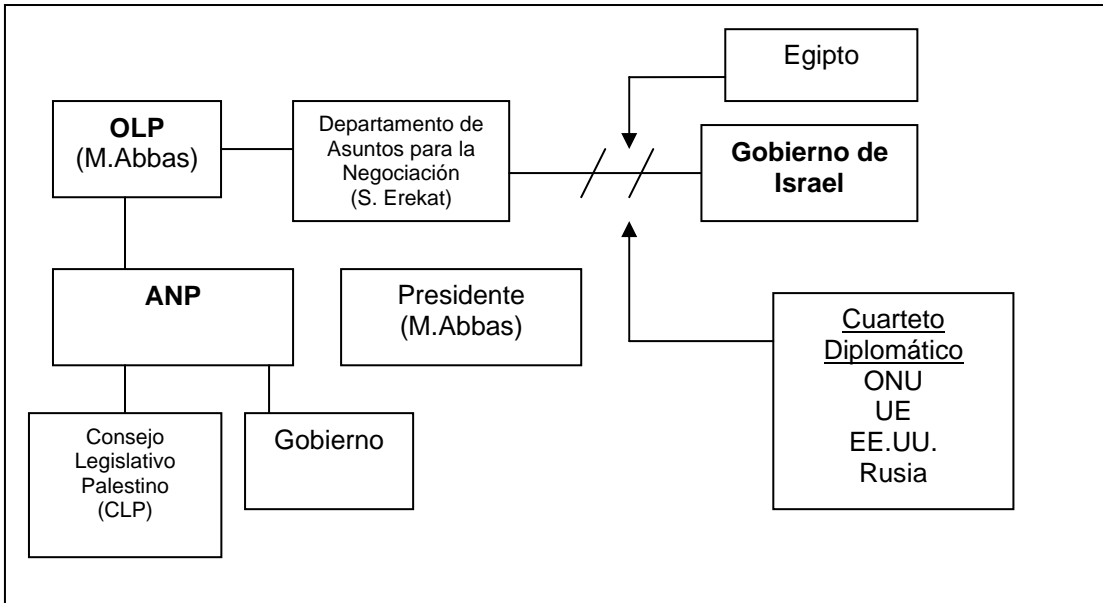 Egipto
OLP
(M.Abbas)
Departamento de
Asuntos para la
Negociación
(S. Erekat)
Gobierno de
Israel
ANP
Presidente
(M.Abbas)
Cuarteto
Diplomático
ONU
UE
EE.UU.
Rusia
Consejo
Legislativo
Palestino
(CLP)
Gobierno